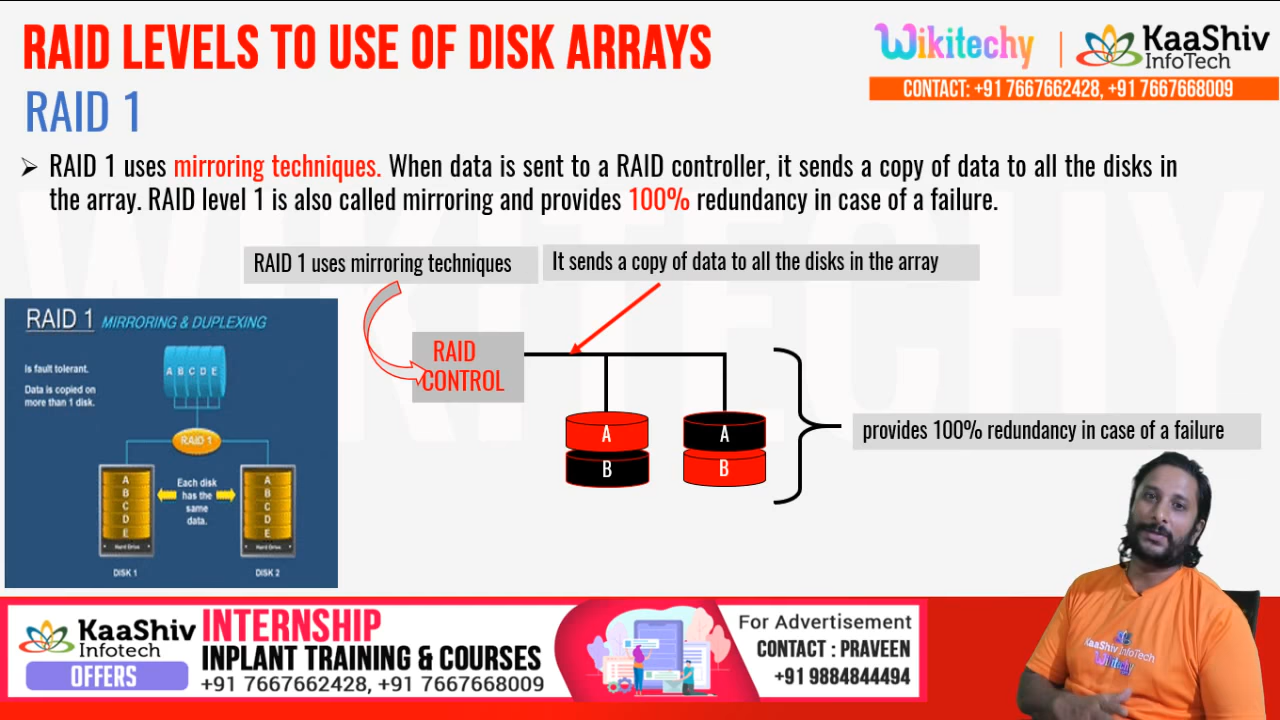 RAID LEVELS TO USE OF DISK ARRAYS
Wikitechy
KaaShiv
InfoTech
CONTACT: +91 7667662428, +91 7667668009
RAID 1
➢ RAID 1 uses mirroring techniques. When data is sent to a RAID controller, it sends a copy of data to all the disks in
the array. RAID level 1 is also called mirroring and provides 100% redundancy in case of a failure.
WIKITECHY
RAID 1 uses mirroring techniques
It sends a copy of data to all the disks in the array
RAID 1 MIRRORING & DUPLEXING
Is fault tolerant.
Data is copied on
more than 1 disk.
A B C D E
RAID 1
A
B
C
D
E
Hard Drive
DISK 1
Each disk
has the
same
data.
A
B
C
D
E
Hard Drive
DISK 2
RAID
CONTROL
A
B
A
B
provides 100% redundancy in case of a failure
KaaShiv
Infotech
OFFERS
INTERNSHIP
INPLANT TRAINING & COURSES
+91 7667662428, +91 7667668009
For Advertisement
CONTACT : PRAVEEN
+91 9884844494
KaaShiv InfoTech
Wikitechy